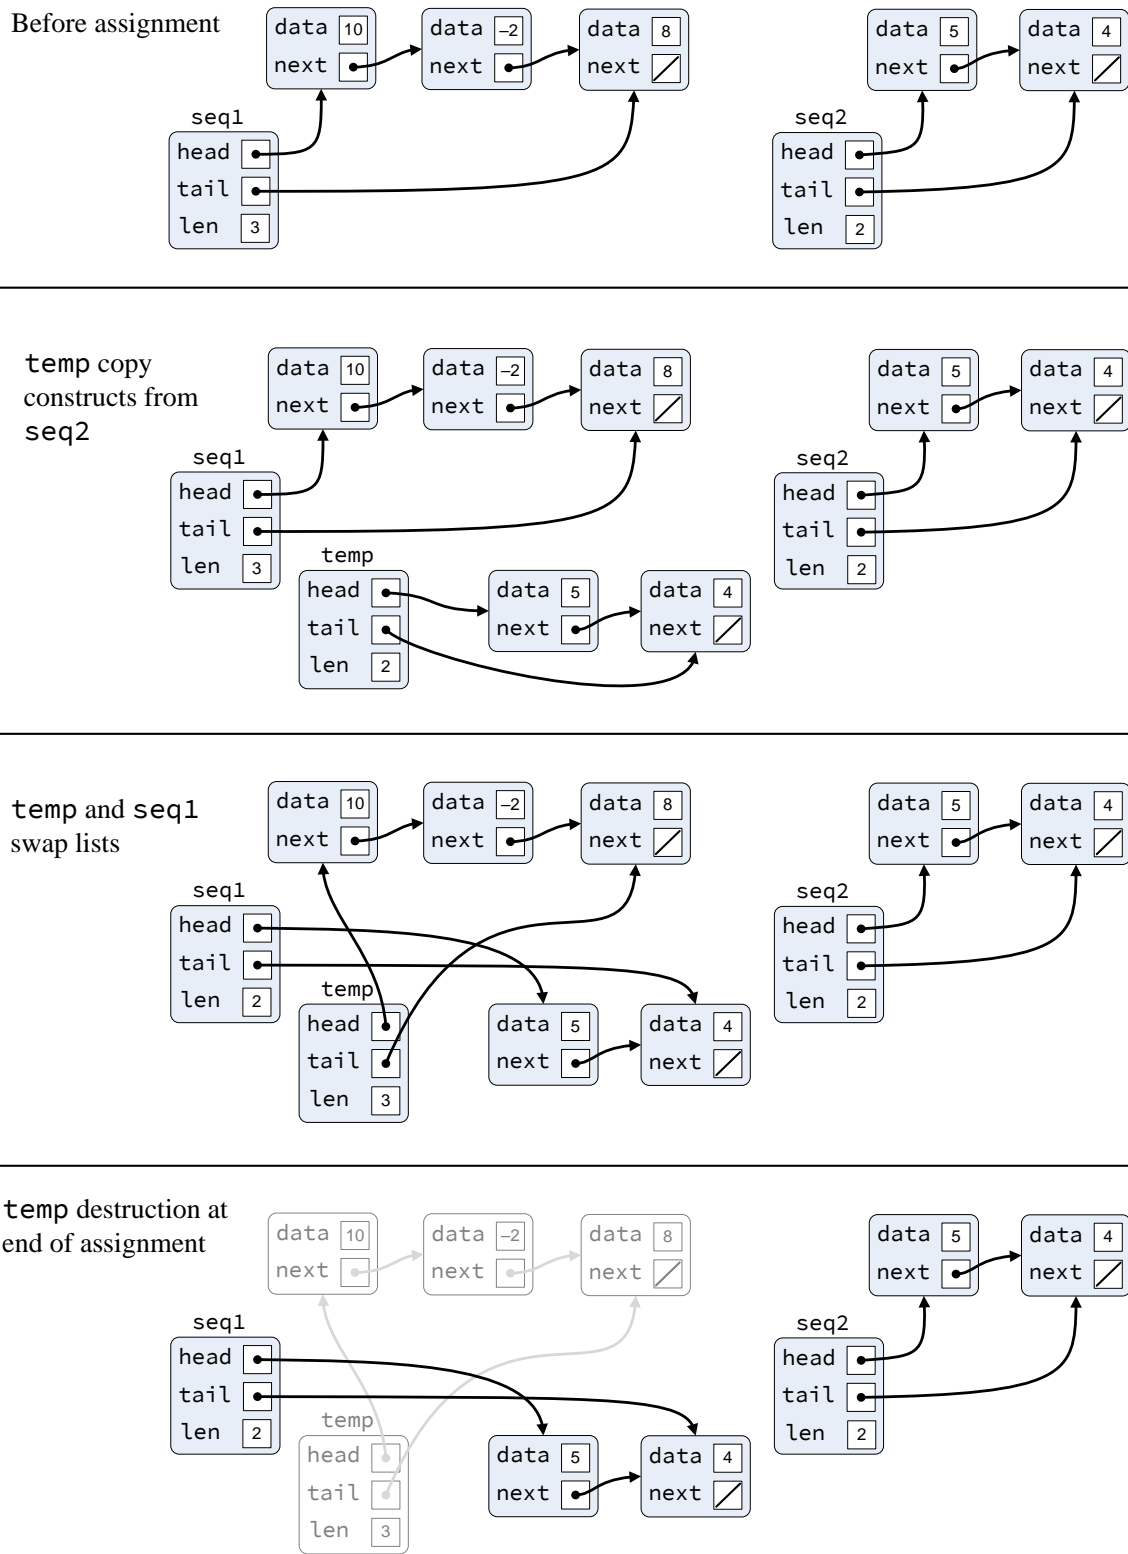 Before assignment
data 10 data –2 data 8 data 5 data 4
next next next next next
seq1 seq2
head head
tail tail
len 3 len 2
temp copy
constructs from
seq2
data 10 data –2 data 8 data 5 data 4
next next next next next
seq1 seq2
head head
tail tail
len 3 len 2
temp
head data 5 data 4
tail next next
len 2
temp and seq1
swap lists
data 10 data –2 data 8 data 5 data 4
next next next next next
seq1 seq2
head head
tail tail
len 2 len 2
temp
head data 5 data 4
tail next next
len 3
temp destruction at
end of assignment
data 10 data –2 data 8 data 5 data 4
next next next next next
seq1 seq2
head head
tail tail
len 2 len 2
temp
head data 5 data 4
tail next next
len 3